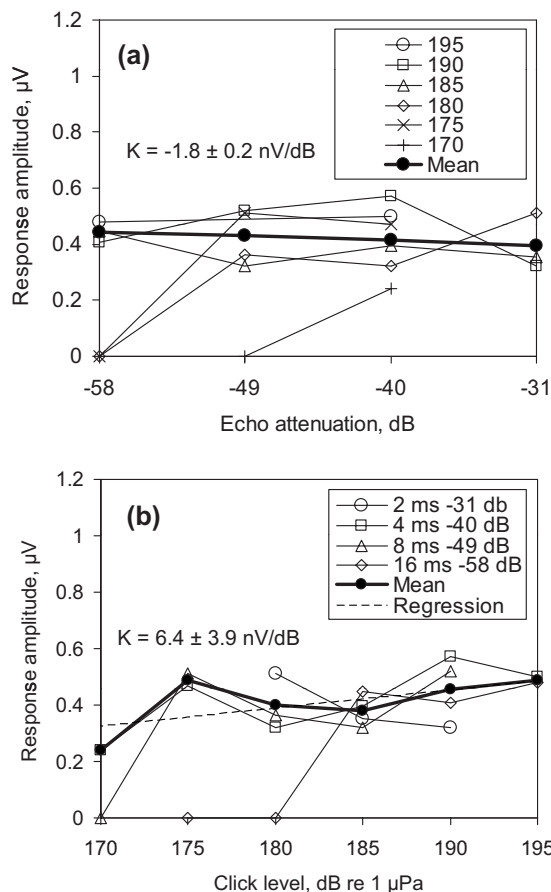 (a)
195
190
185
180
175
170
Mean
K = -1.8 ± 0.2 nV/dB
Response amplitude, µV
1.2
1
0.8
0.6
0.4
0.2
0
-58 -49 -40 -31
Echo attenuation, dB
(b)
2 ms -31 db
4 ms -40 dB
8 ms -49 dB
16 ms -58 dB
Mean
Regression
K = 6.4 ± 3.9 nV/dB
Response amplitude, µV
1.2
1
0.8
0.6
0.4
0.2
0
170 175 180 185 190 195
Click level, dB re 1 µPa